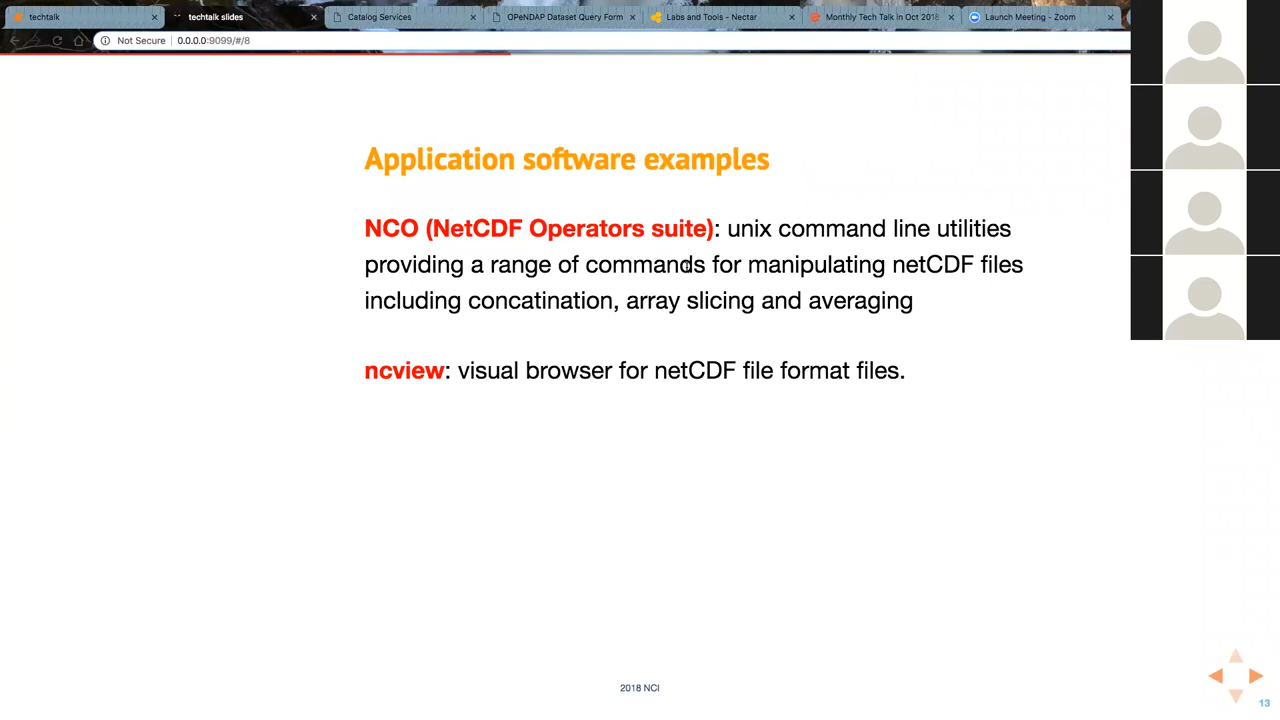 techtalk
techtalk slides
Catalog Services
OPeNDAP Dataset Query Form
Labs and Tools - Nectar
Monthly Tech Talk in Oct 2018
Launch Meeting - Zoom
Not Secure 0.0.0.0:9099/#/8
Application software examples
NCO (NetCDF Operators suite): unix command line utilities
providing a range of commands for manipulating netCDF files
including concatination, array slicing and averaging
ncview: visual browser for netCDF file format files.
2018 NCI
13